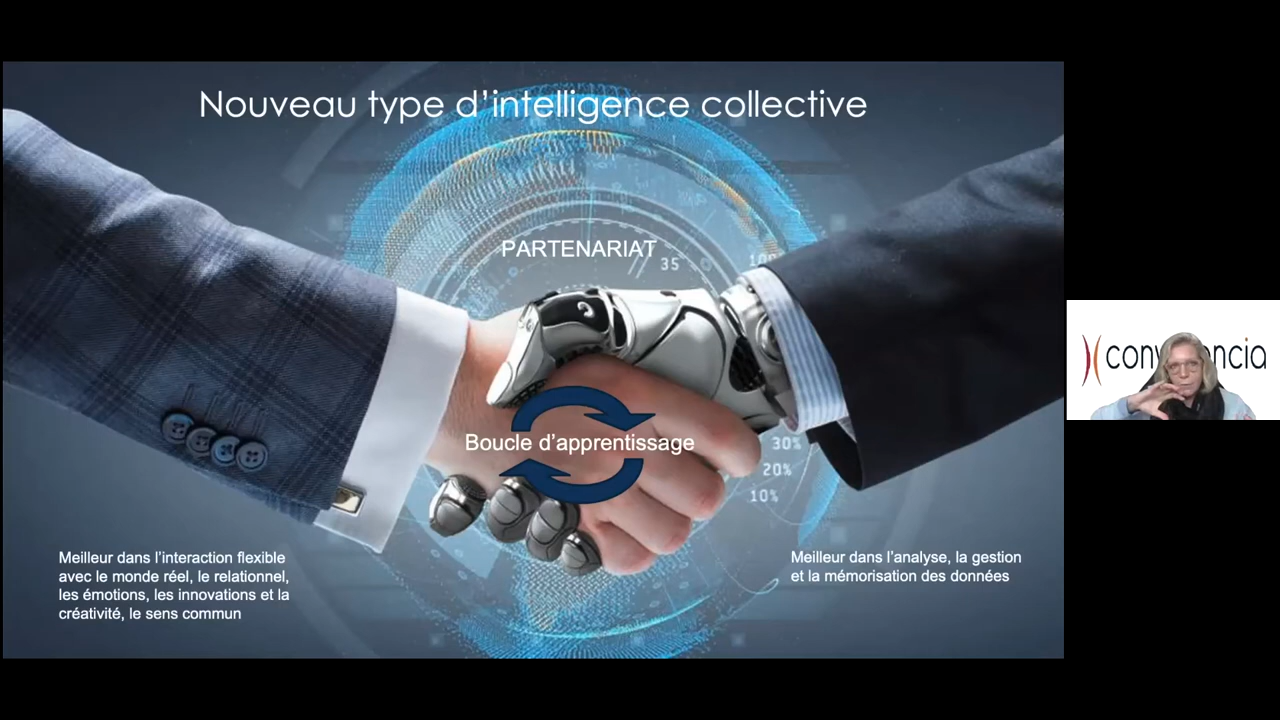 Nouveau type d'intelligence collective
PARTENARIAT
35
100
Boucle d'apprentissage
30%
20%
10%
Meilleur dans l'interaction flexible
avec le monde réel, le relationnel,
les émotions, les innovations et la
créativité, le sens commun
Meilleur dans l'analyse, la gestion
et la mémorisation des données